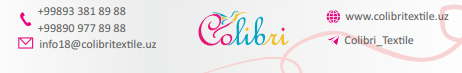 +99893 381 89 88
+99890 977 89 88
info18@colibritextile.uz
Colibri
www.colibritextile.uz
Colibri_Textile